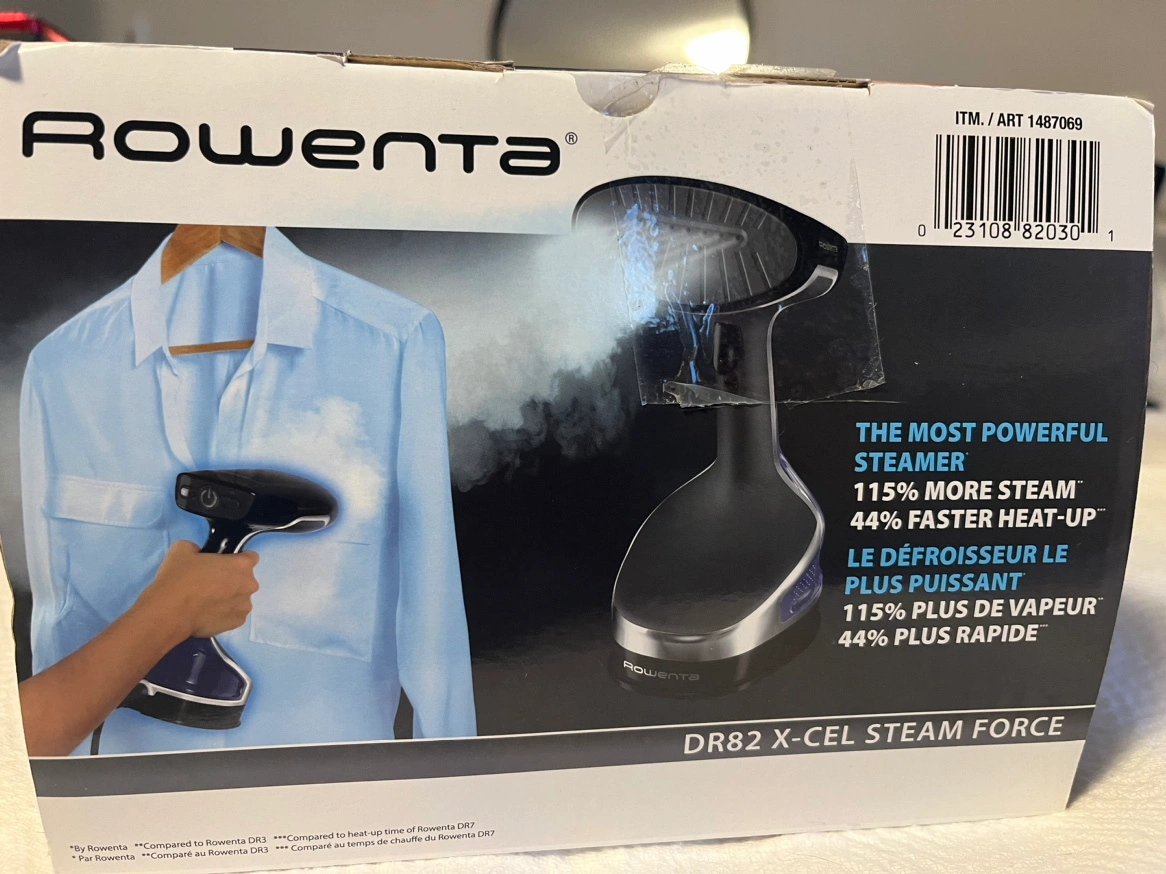 ROWENTA®
ITM. / ART 1487069
0 23108 82030 1
THE MOST POWERFUL
STEAMER*
115% MORE STEAM**
44% FASTER HEAT-UP***
LE DÉFROISSEUR LE
PLUS PUISSANT*
115% PLUS DE VAPEUR**
44% PLUS RAPIDE***
ROWENTA
DR82 X-CEL STEAM FORCE
*By Rowenta **Compared to Rowenta DR3 ***Compared to heat-up time of Rowenta DR7
* Par Rowenta **Comparé au Rowenta DR3 *** Comparé au temps de chauffe du Rowenta DR7